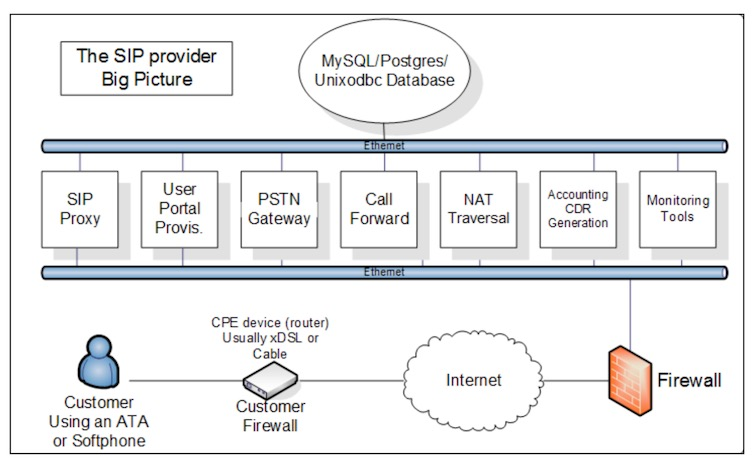 The SIP provider
Big Picture
MySQL/Postgres/
Unixodbc Database
Ethernet
SIP
Proxy
User
Portal
Provis.
PSTN
Gateway
Call
Forward
NAT
Traversal
Accounting
CDR
Generation
Monitoring
Tools
Ethernet
CPE device (router)
Usually xDSL or
Cable
Internet
Firewall
Customer
Using an ATA
or Softphone
Customer
Firewall